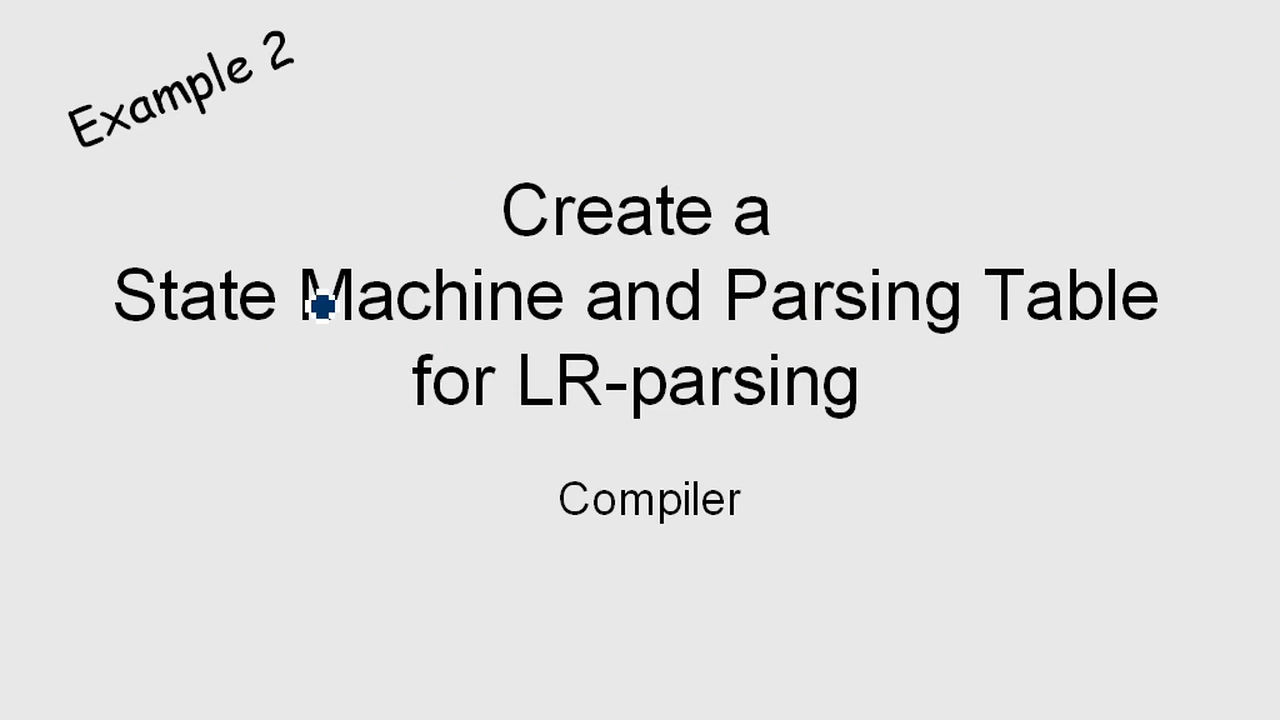 Example 2
Create a
State Machine and Parsing Table
for LR-parsing
Compiler